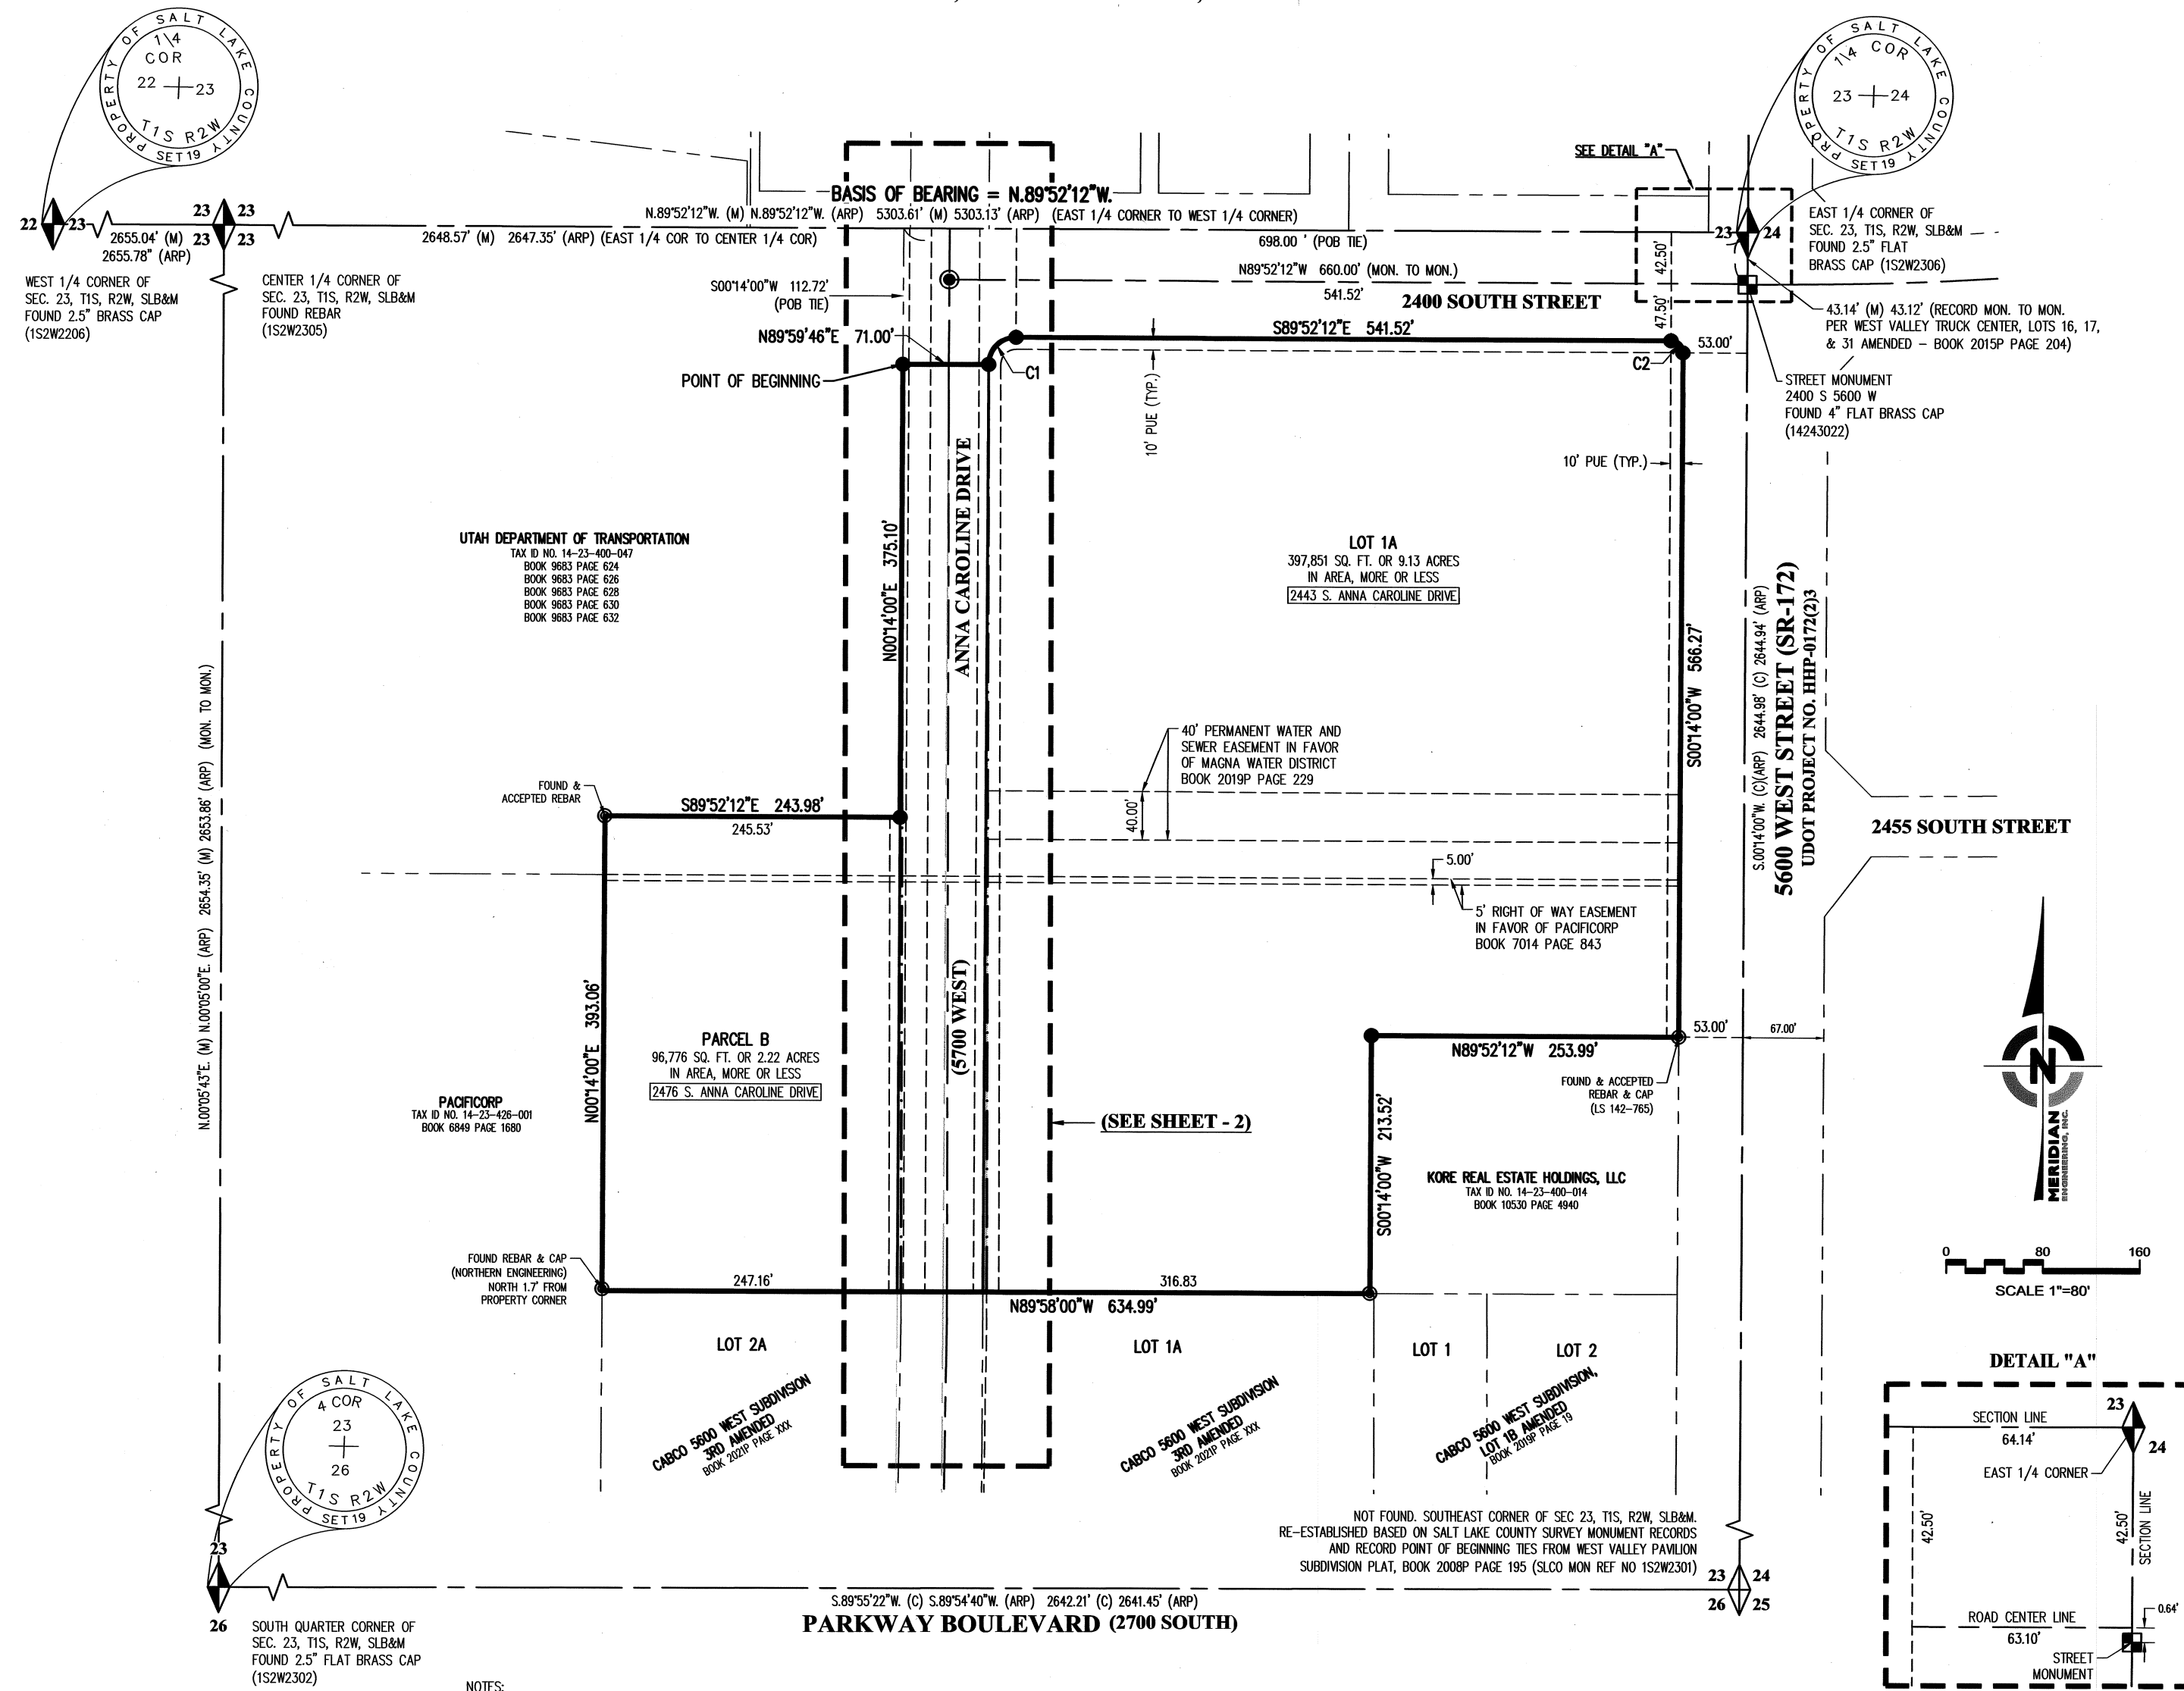 PROPERTY OF SALT LAKE COUNTY
1\4
COR
22 23
T1S R2W
SET19
PROPERTY OF SALT LAKE COUNTY
1\4 COR
23 24
T1S R2W
SET19
SEE DETAIL "A"
BASIS OF BEARING = N.89°52'12"W.
N.89°52'12"W. (M) N.89°52'12"W. (ARP) 5303.61' (M) 5303.13' (ARP) (EAST 1/4 CORNER TO WEST 1/4 CORNER)
22 23
23 23
23 23
2655.04' (M)
2655.78" (ARP)
2648.57' (M) 2647.35' (ARP) (EAST 1/4 COR TO CENTER 1/4 COR)
698.00 ' (POB TIE)
23 24
EAST 1/4 CORNER OF
SEC. 23, T1S, R2W, SLB&M
FOUND 2.5" FLAT
BRASS CAP (1S2W2306)
WEST 1/4 CORNER OF
SEC. 23, T1S, R2W, SLB&M
FOUND 2.5" BRASS CAP
(1S2W2206)
CENTER 1/4 CORNER OF
SEC. 23, T1S, R2W, SLB&M
FOUND REBAR
(1S2W2305)
S00°14'00"W 112.72'
(POB TIE)
N89°52'12"W 660.00' (MON. TO MON.)
541.52'
2400 SOUTH STREET
42.50'
47.50'
43.14' (M) 43.12' (RECORD MON. TO MON.
PER WEST VALLEY TRUCK CENTER, LOTS 16, 17,
& 31 AMENDED - BOOK 2015P PAGE 204)
N89°59'46"E 71.00'
S89°52'12"E 541.52'
53.00'
POINT OF BEGINNING
C1
C2
10' PUE (TYP.)
STREET MONUMENT
2400 S 5600 W
FOUND 4" FLAT BRASS CAP
(14243022)
10' PUE (TYP.)
UTAH DEPARTMENT OF TRANSPORTATION
TAX ID NO. 14-23-400-047
BOOK 9683 PAGE 624
BOOK 9683 PAGE 626
BOOK 9683 PAGE 628
BOOK 9683 PAGE 630
BOOK 9683 PAGE 632
N00°14'00"E 375.10'
ANNA CAROLINE DRIVE
LOT 1A
397,851 SQ. FT. OR 9.13 ACRES
IN AREA, MORE OR LESS
2443 S. ANNA CAROLINE DRIVE
S00°14'00"W 566.27'
S.00°14'00"W. (C)(ARP) 2644.98' (C) 2644.94' (ARP)
5600 WEST STREET (SR-172)
UDOT PROJECT NO. HHP-0172(2)3
N.00°05'43"E. (M) N.00°05'00"E. (ARP) 2654.35' (M) 2653.86' (ARP) (MON. TO MON.)
40' PERMANENT WATER AND
SEWER EASEMENT IN FAVOR
OF MAGNA WATER DISTRICT
BOOK 2019P PAGE 229
40.00'
FOUND &
ACCEPTED REBAR
S89°52'12"E 243.98'
245.53'
2455 SOUTH STREET
5.00'
5' RIGHT OF WAY EASEMENT
IN FAVOR OF PACIFICORP
BOOK 7014 PAGE 843
N00°14'00"E 393.06'
(5700 WEST)
PARCEL B
96,776 SQ. FT. OR 2.22 ACRES
IN AREA, MORE OR LESS
2476 S. ANNA CAROLINE DRIVE
53.00'
67.00'
N89°52'12"W 253.99'
FOUND & ACCEPTED
REBAR & CAP
(LS 142-765)
PACIFICORP
TAX ID NO. 14-23-426-001
BOOK 6849 PAGE 1680
(SEE SHEET - 2)
S00°14'00"W 213.52'
KORE REAL ESTATE HOLDINGS, LLC
TAX ID NO. 14-23-400-014
BOOK 10530 PAGE 4940
N
MERIDIAN
ENGINEERING, INC.
0 80 160
SCALE 1"=80'
FOUND REBAR & CAP
(NORTHERN ENGINEERING)
NORTH 1.7' FROM
PROPERTY CORNER
247.16'
316.83
N89°58'00"W 634.99'
LOT 2A
LOT 1A
LOT 1
LOT 2
CABCO 5600 WEST SUBDIVISION
3RD AMENDED
BOOK 2021P PAGE XXX
CABCO 5600 WEST SUBDIVISION
3RD AMENDED
BOOK 2021P PAGE XXX
CABCO 5600 WEST SUBDIVISION,
LOT 1B AMENDED
BOOK 2019P PAGE 19
DETAIL "A"
23
SECTION LINE
64.14'
24
EAST 1/4 CORNER
42.50'
42.50'
SECTION LINE
0.64'
ROAD CENTER LINE
63.10'
STREET
MONUMENT
PROPERTY OF SALT LAKE COUNTY
4 COR
23
26
T1S R2W
SET19
NOT FOUND. SOUTHEAST CORNER OF SEC 23, T1S, R2W, SLB&M.
RE-ESTABLISHED BASED ON SALT LAKE COUNTY SURVEY MONUMENT RECORDS
AND RECORD POINT OF BEGINNING TIES FROM WEST VALLEY PAVILION
SUBDIVISION PLAT, BOOK 2008P PAGE 195 (SLCO MON REF NO 1S2W2301)
23
26
23 24
26 25
S.89°55'22"W. (C) S.89°54'40"W. (ARP) 2642.21' (C) 2641.45' (ARP)
PARKWAY BOULEVARD (2700 SOUTH)
SOUTH QUARTER CORNER OF
SEC. 23, T1S, R2W, SLB&M
FOUND 2.5" FLAT BRASS CAP
(1S2W2302)
NOTES: